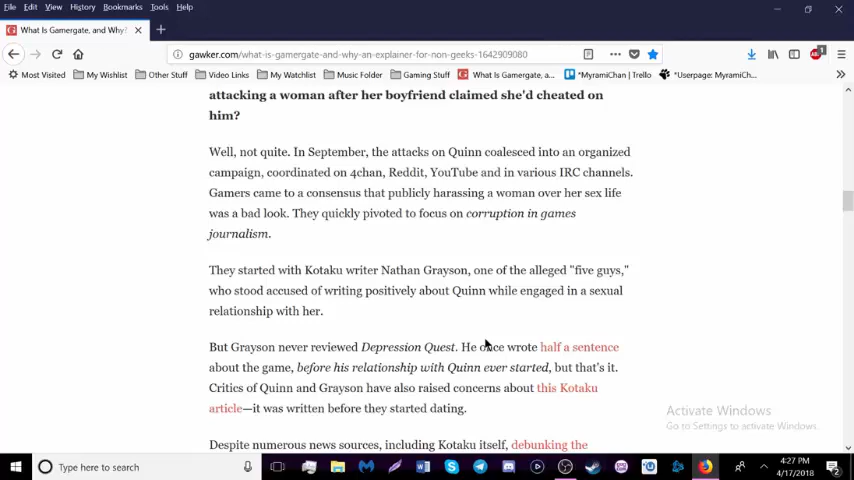 File Edit View History Bookmarks Tools Help
What Is Gamergate, and Why?
gawker.com/what-is-gamergate-and-why-an-explainer-for-non-geeks-1642909080
Most Visited My Wishlist Other Stuff Video Links My Watchlist Music Folder Gaming Stuff What Is Gamergate, a... *MyramiChan | Trello *Userpage: MyramiC...
attacking a woman after her boyfriend claimed she'd cheated on
him?
Well, not quite. In September, the attacks on Quinn coalesced into an organized
campaign, coordinated on 4chan, Reddit, YouTube and in various IRC channels.
Gamers came to a consensus that publicly harassing a woman over her sex life
was a bad look. They quickly pivoted to focus on corruption in games
journalism.
They started with Kotaku writer Nathan Grayson, one of the alleged "five guys,"
who stood accused of writing positively about Quinn while engaged in a sexual
relationship with her.
But Grayson never reviewed Depression Quest. He once wrote half a sentence
about the game, before his relationship with Quinn ever started, but that's it.
Critics of Quinn and Grayson have also raised concerns about this Kotaku
article—it was written before they started dating.
Despite numerous news sources, including Kotaku itself, debunking the
Activate Windows
Go to Settings to activate Windows.
Type here to search
4:27 PM
4/17/2018